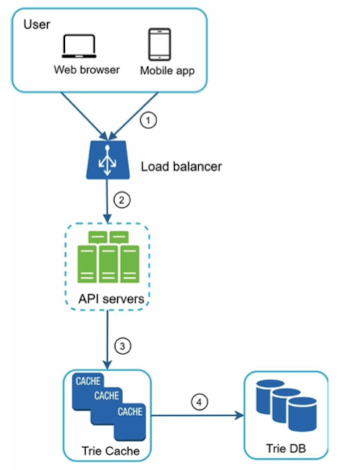 User
Web browser
Mobile app
1
Load balancer
2
API servers
3
CACHE
CACHE
CACHE
4
Trie Cache
Trie DB